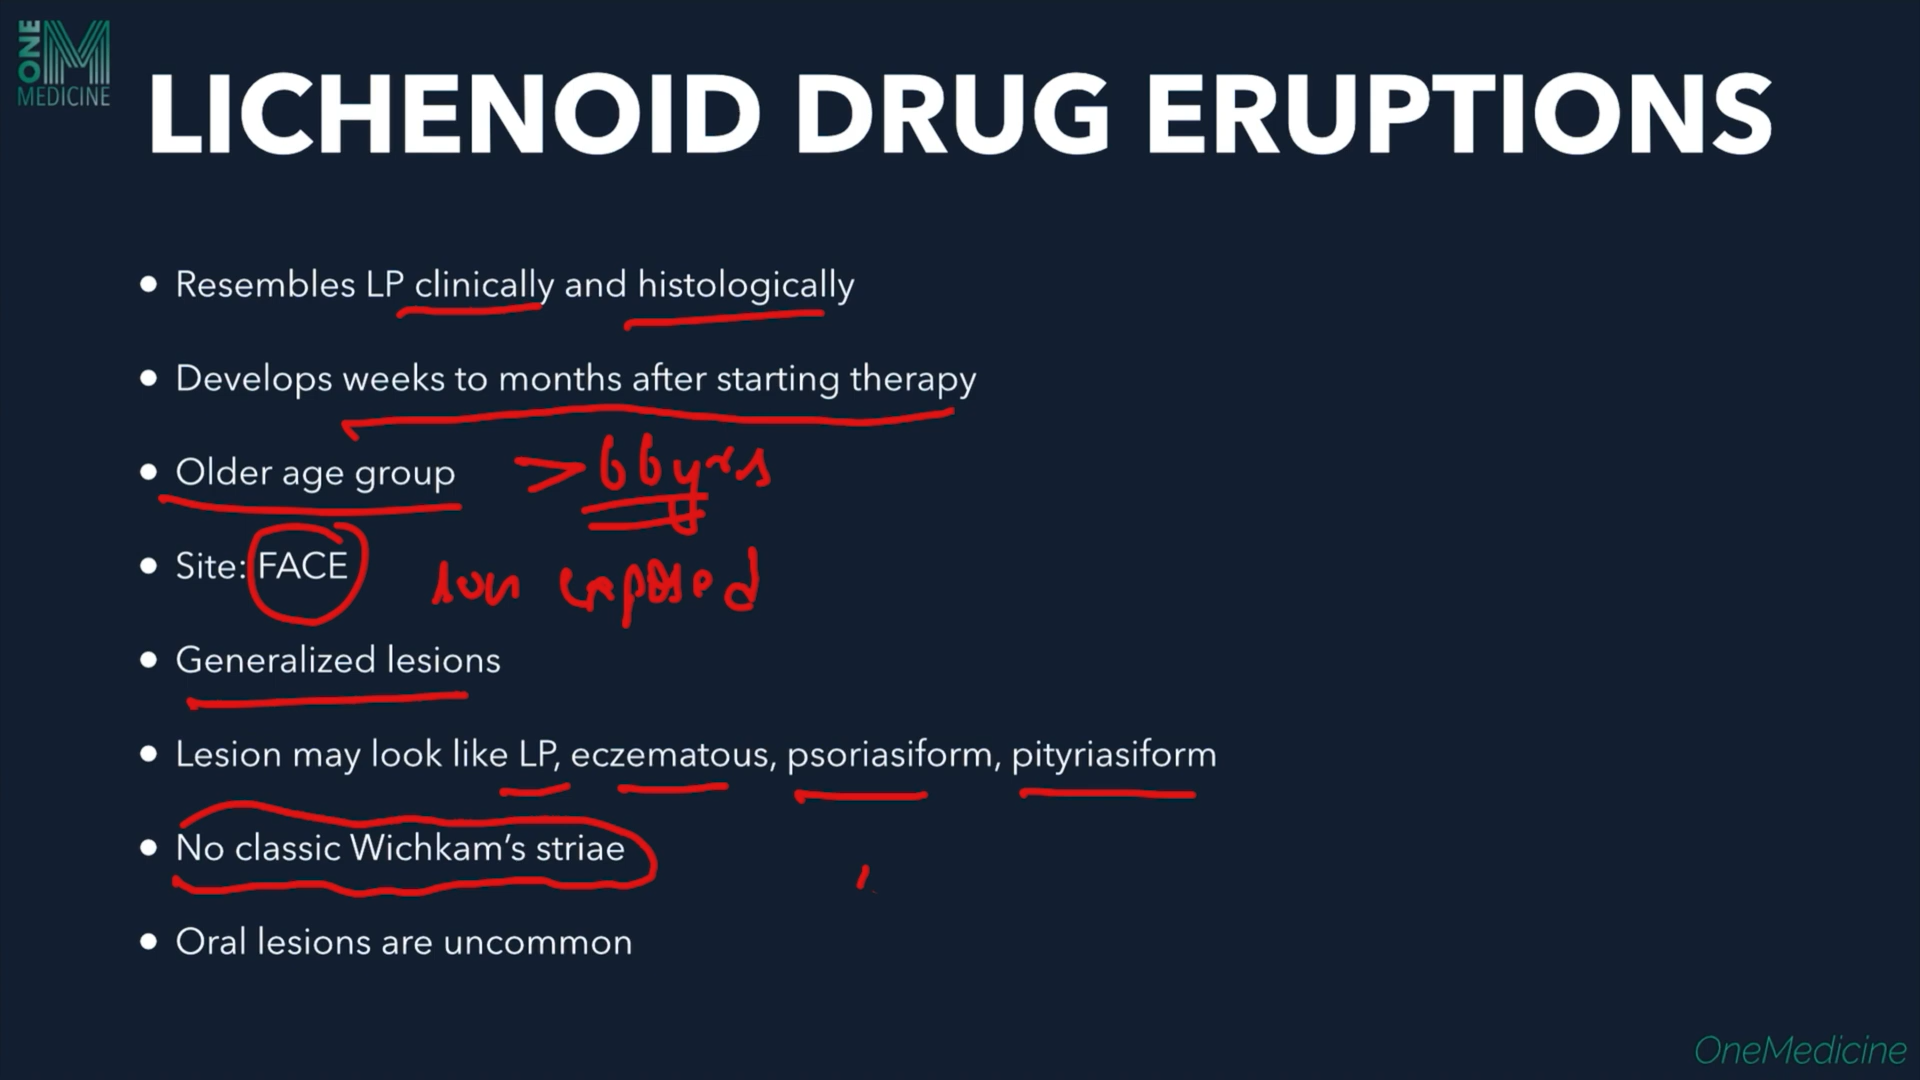 ONE
MEDICINE
LICHENOID DRUG ERUPTIONS
• Resembles LP clinically and histologically
• Develops weeks to months after starting therapy
• Older age group >66yrs
• Site: FACE sun exposed
• Generalized lesions
• Lesion may look like LP, eczematous, psoriasiform, pityriasiform
• No classic Wichkam’s striae
• Oral lesions are uncommon
OneMedicine